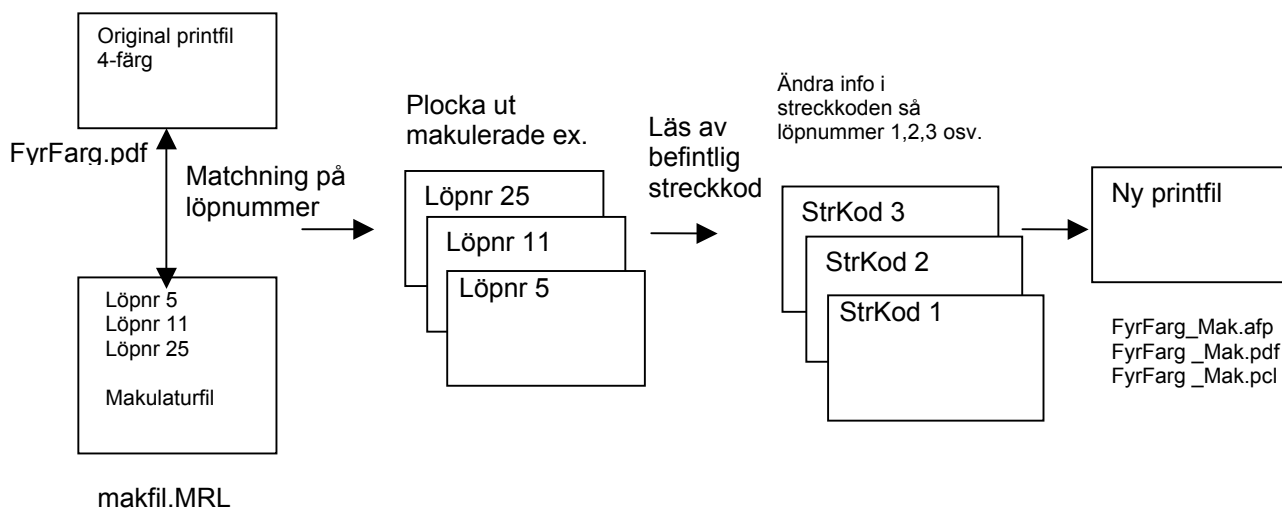 Original printfil
4-färg
FyrFarg.pdf
Matchning på
löpnummer
Löpnr 5
Löpnr 11
Löpnr 25
Makulaturfil
makfil.MRL
Plocka ut
makulerade ex.
Löpnr 25
Löpnr 11
Löpnr 5
Läs av
befintlig
streckkod
Ändra info i
streckkoden så
löpnummer 1,2,3 osv.
StrKod 3
StrKod 2
StrKod 1
Ny printfil
FyrFarg_Mak.afp
FyrFarg _Mak.pdf
FyrFarg _Mak.pcl